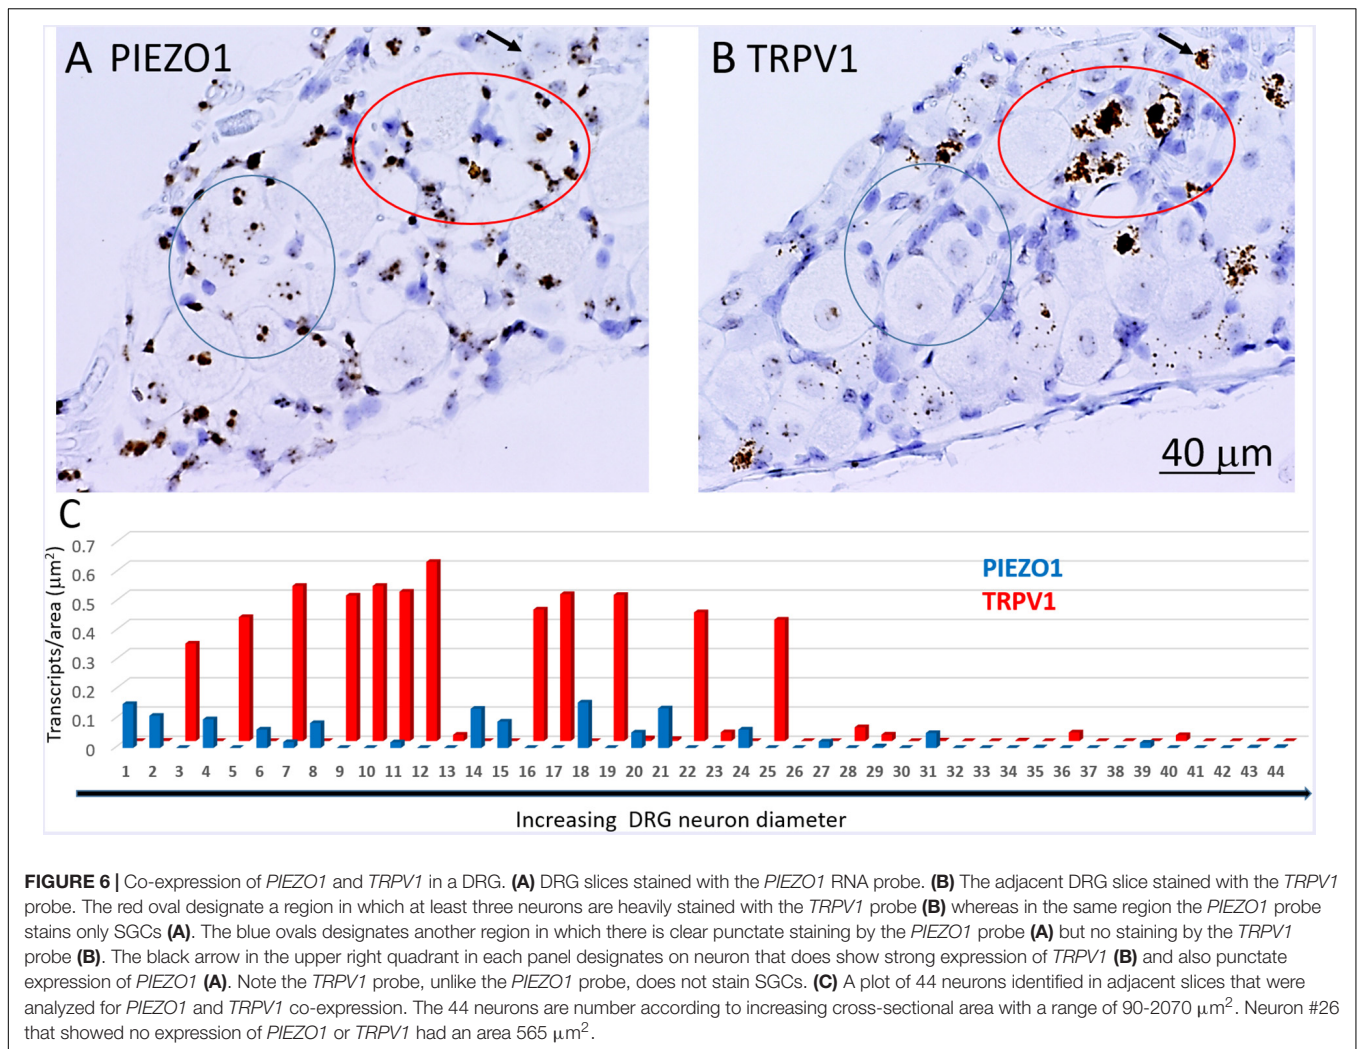 A PIEZO1
B TRPV1
40 μm
C
Transcripts/area (μm²)
0.7
0.6
0.5
0.4
0.3
0.2
0.1
0
PIEZO1
TRPV1
1 2 3 4 5 6 7 8 9 10 11 12 13 14 15 16 17 18 19 20 21 22 23 24 25 26 27 28 29 30 31 32 33 34 35 36 37 38 39 40 41 42 43 44
Increasing DRG neuron diameter
FIGURE 6 | Co-expression of PIEZO1 and TRPV1 in a DRG. (A) DRG slices stained with the PIEZO1 RNA probe. (B) The adjacent DRG slice stained with the TRPV1
probe. The red oval designate a region in which at least three neurons are heavily stained with the TRPV1 probe (B) whereas in the same region the PIEZO1 probe
stains only SGCs (A). The blue ovals designates another region in which there is clear punctate staining by the PIEZO1 probe (A) but no staining by the TRPV1
probe (B). The black arrow in the upper right quadrant in each panel designates on neuron that does show strong expression of TRPV1 (B) and also punctate
expression of PIEZO1 (A). Note the TRPV1 probe, unlike the PIEZO1 probe, does not stain SGCs. (C) A plot of 44 neurons identified in adjacent slices that were
analyzed for PIEZO1 and TRPV1 co-expression. The 44 neurons are number according to increasing cross-sectional area with a range of 90-2070 μm². Neuron #26
that showed no expression of PIEZO1 or TRPV1 had an area 565 μm².